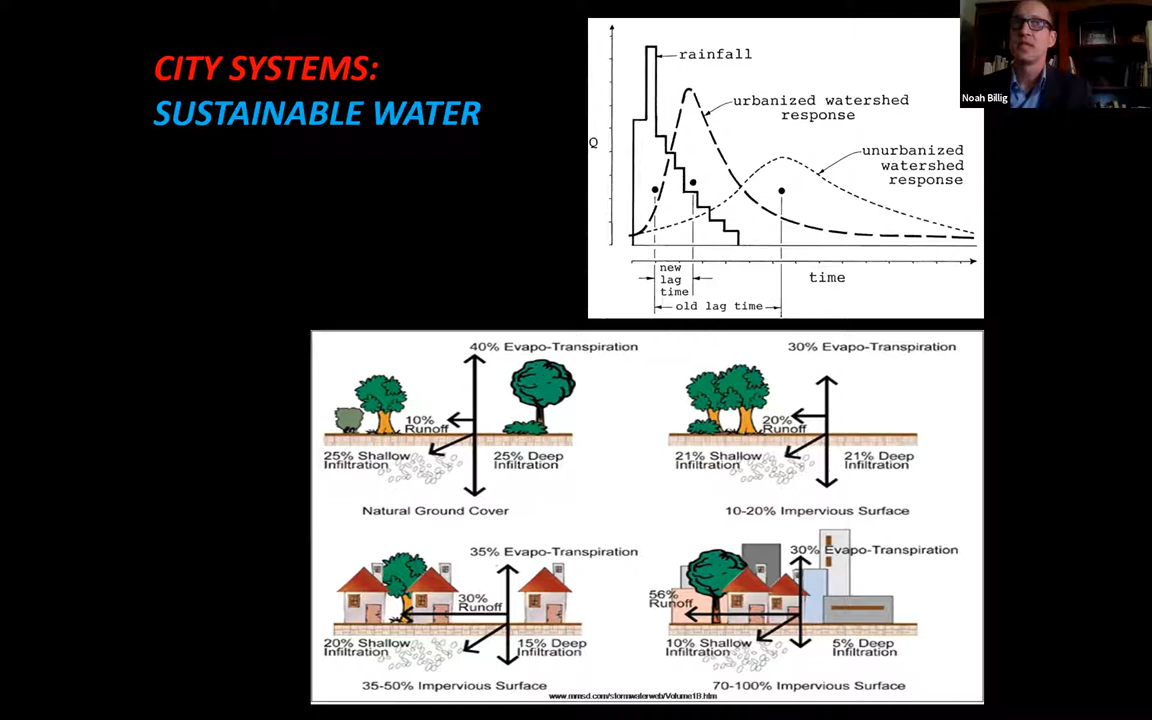 CITY SYSTEMS:
SUSTAINABLE WATER
rainfall
urbanized watershed
response
unurbanized
watershed
response
Q
new
lag
time
time
old lag time
Noah Billig
40% Evapo-Transpiration
10%
Runoff
25% Shallow
Infiltration
25% Deep
Infiltration
Natural Ground Cover
30% Evapo-Transpiration
20%
Runoff
21% Shallow
Infiltration
21% Deep
Infiltration
10-20% Impervious Surface
35% Evapo-Transpiration
30%
Runoff
20% Shallow
Infiltration
15% Deep
Infiltration
35-50% Impervious Surface
30% Evapo-Transpiration
56%
Runoff
10% Shallow
Infiltration
5% Deep
Infiltration
70-100% Impervious Surface
www.mmsd.com/stormwaterweb/Volume1B.htm